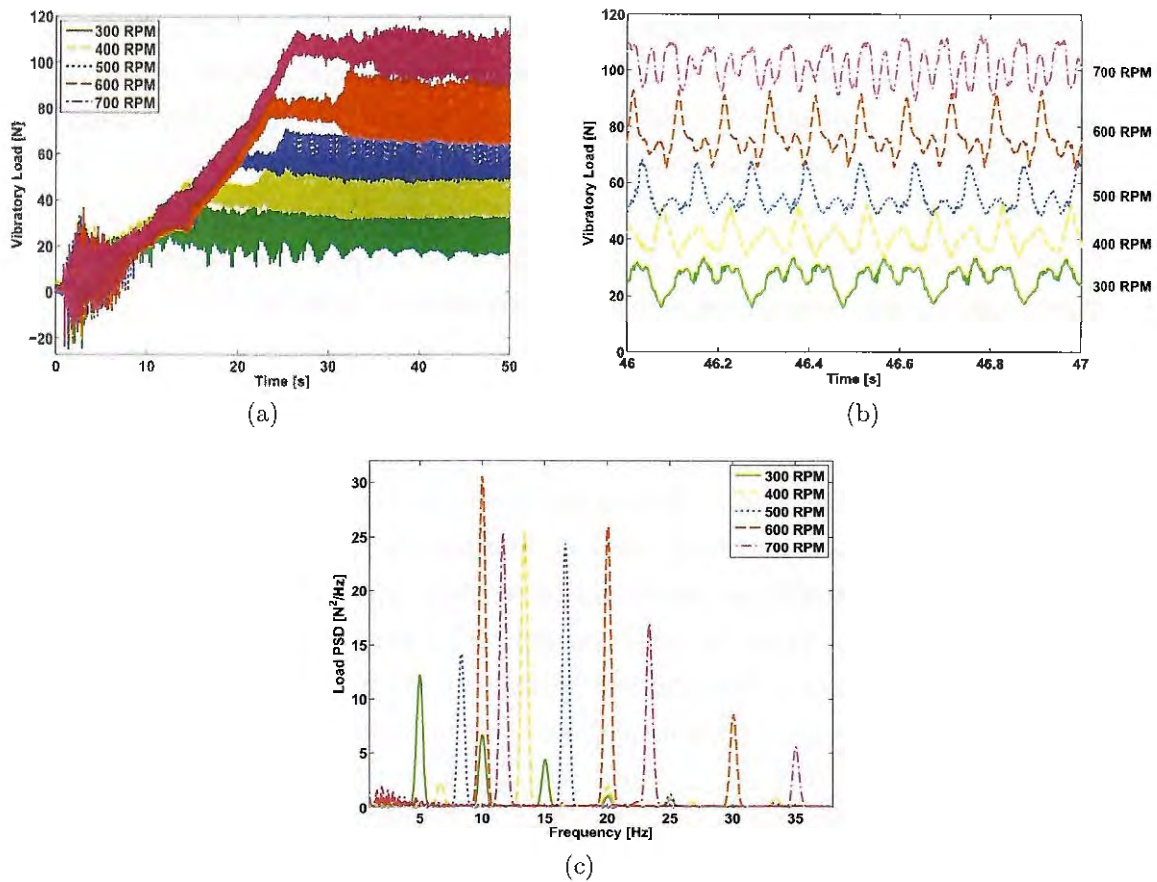 120
100
80
60
40
20
0
−20
Vibratory Load [N]
300 RPM
400 RPM
500 RPM
600 RPM
700 RPM
0 10 20 30 40 50
Time [s]
(a)
120
100
80
60
40
20
0
Vibratory Load [N]
700 RPM
600 RPM
500 RPM
400 RPM
300 RPM
46 46.2 46.4 46.6 46.8 47
Time [s]
(b)
30
25
20
15
10
5
0
Load PSD [N²/Hz]
300 RPM
400 RPM
500 RPM
600 RPM
700 RPM
5 10 15 20 25 30 35
Frequency [Hz]
(c)